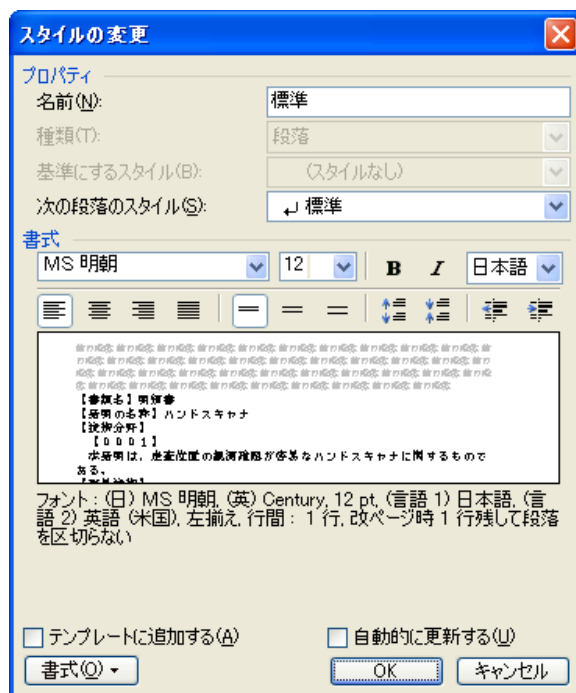 スタイルの変更
プロパティ
名前(N): 標準
種類(T): 段落
基準にするスタイル(B): (スタイルなし)
次の段落のスタイル(S): ↵ 標準
書式
MS 明朝 12 B I 日本語
【書類名】明細書
【発明の名称】ハンドスキャナ
【技術分野】
【0001】
本発明は、走査位置の観測確認が容易なハンドスキャナに関するもので
ある。
フォント : (日) MS 明朝, (英) Century, 12 pt, (言語 1) 日本語, (言
語 2) 英語 (米国), 左揃え, 行間 : 1 行, 改ページ時 1 行残して段落
を区切らない
テンプレートに追加する(A) 自動的に更新する(U)
書式(O) OK キャンセル